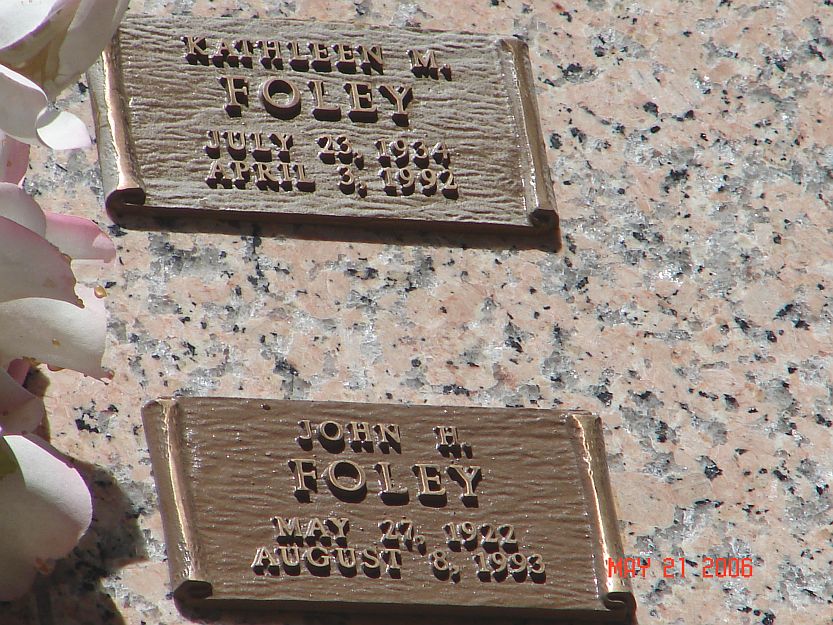 KATHLEEN M.
FOLEY
JULY 23, 1934
APRIL 3, 1992
JOHN H.
FOLEY
MAY 27, 1922
AUGUST 8, 1993
MAY 21 2006